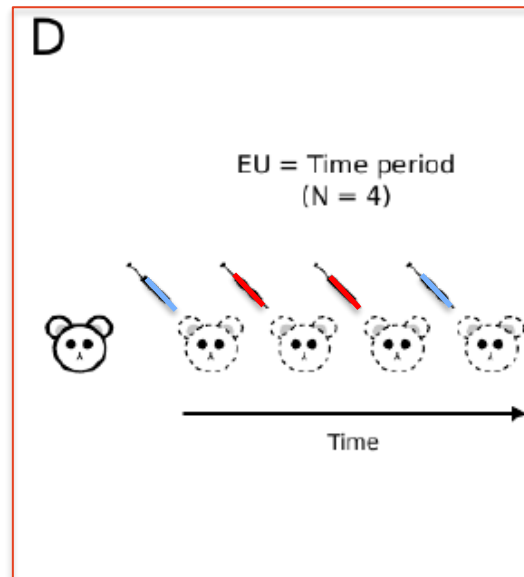 D
EU = Time period
(N = 4)
Time